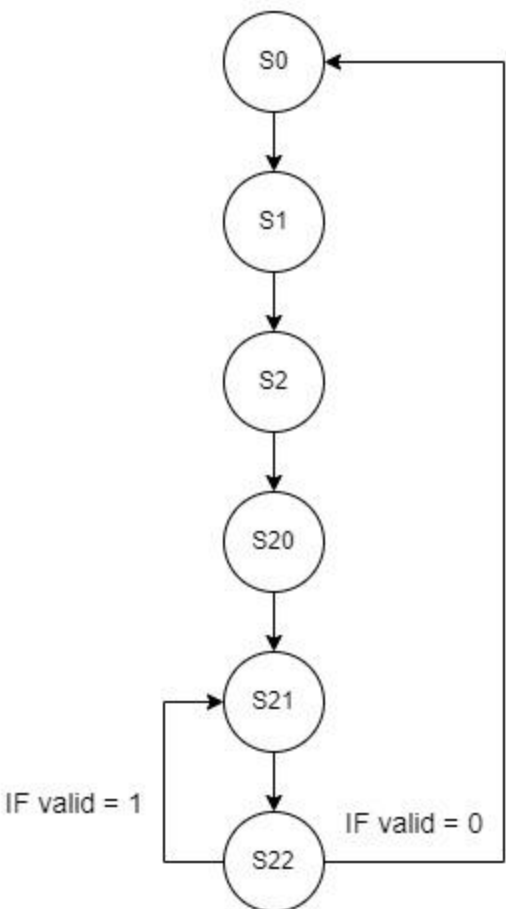 S0
S1
S2
S20
S21
IF valid = 1
IF valid = 0
S22